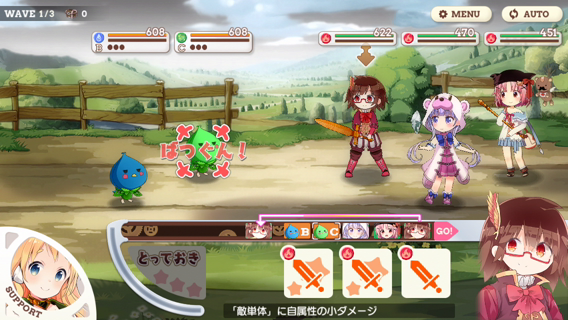 WAVE 1/3 0
MENU
AUTO
608
B
608
C
622
470
451
ばつぐん!
B
C
GO!
とっておき
SUPPORT
「敵単体」に自属性の小ダメージ